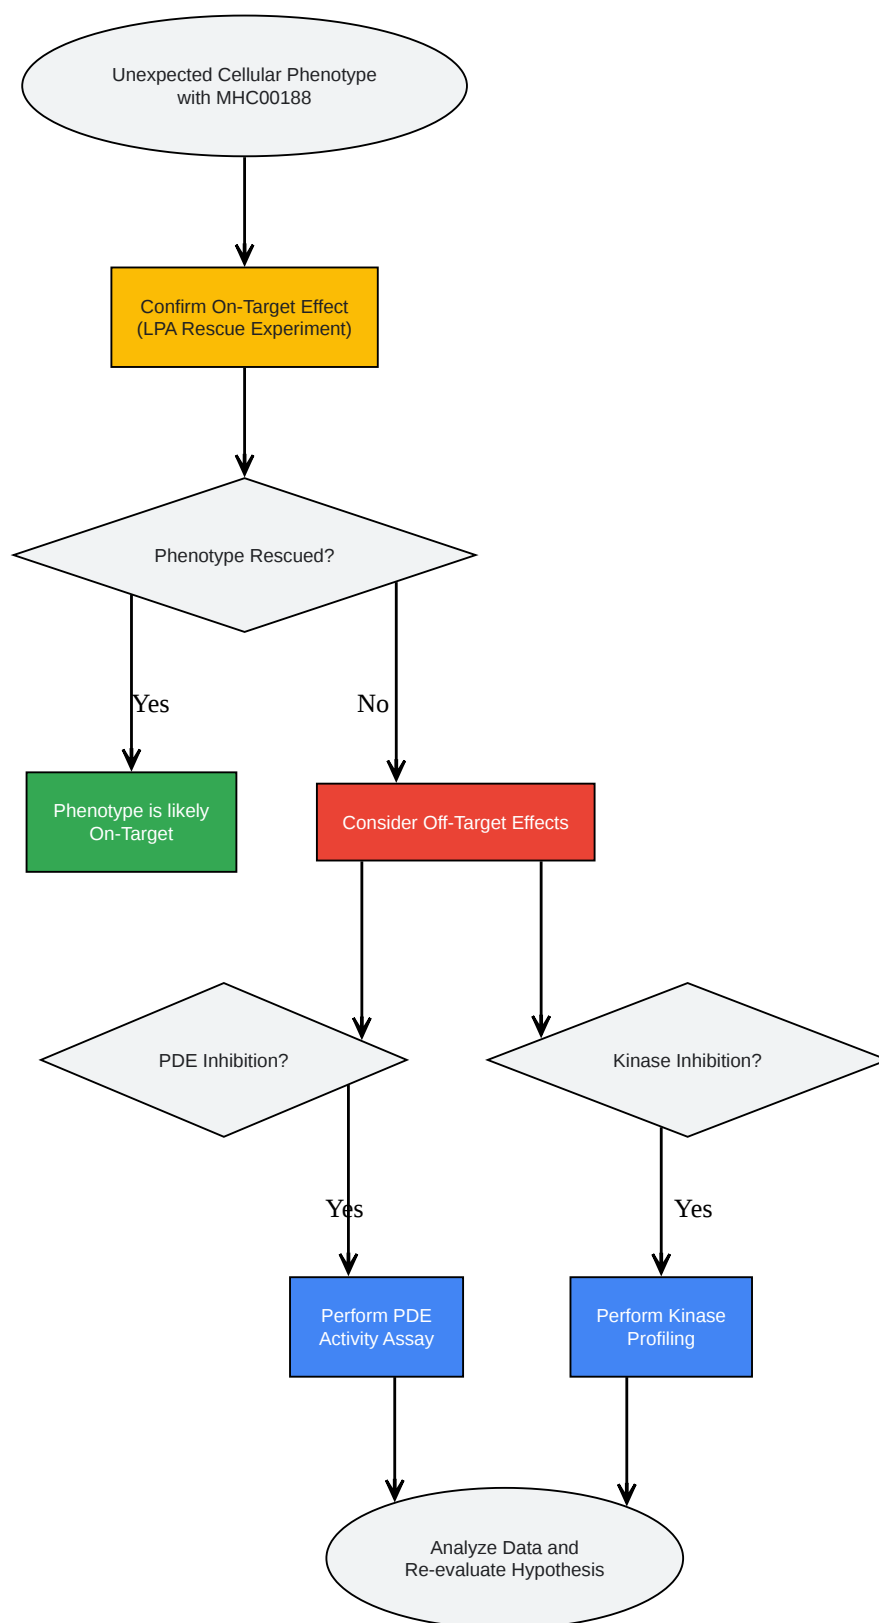 Unexpected Cellular Phenotype
with MHC00188
Confirm On-Target Effect
(LPA Rescue Experiment)
Phenotype Rescued?
Yes
No
Phenotype is likely
On-Target
Consider Off-Target Effects
PDE Inhibition?
Kinase Inhibition?
Yes
Yes
Perform PDE
Activity Assay
Perform Kinase
Profiling
Analyze Data and
Re-evaluate Hypothesis